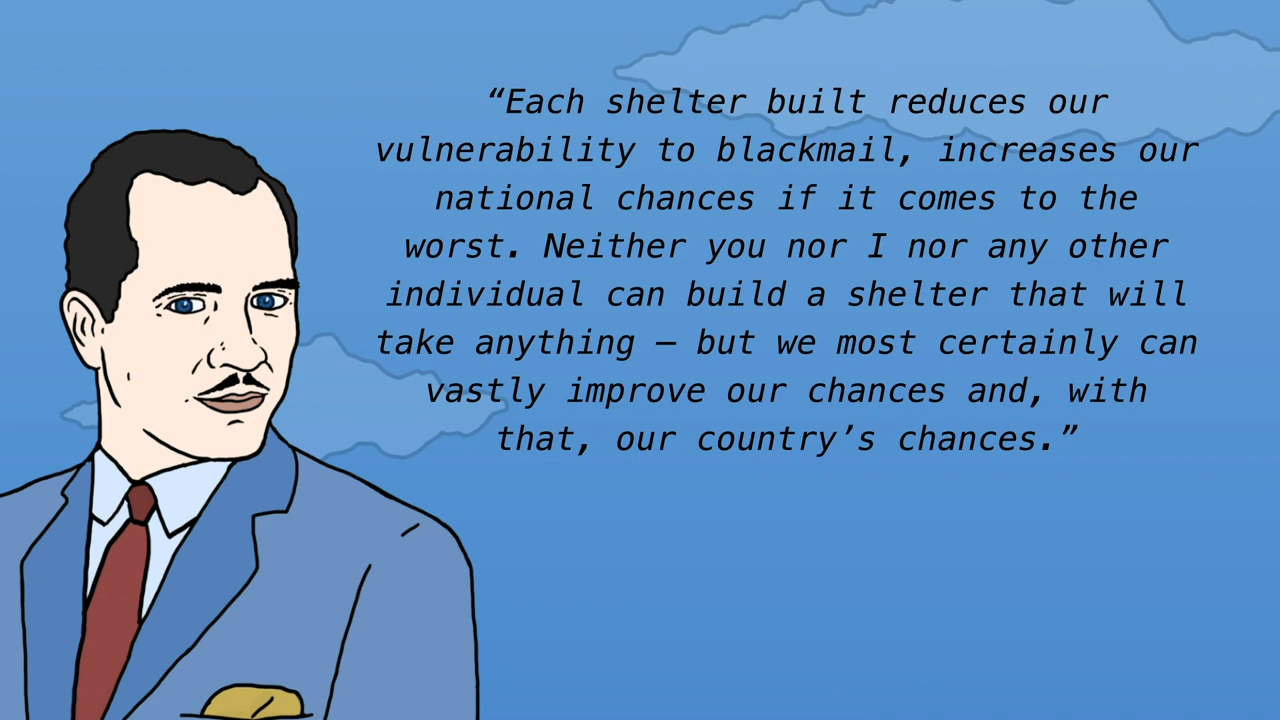 “Each shelter built reduces our
vulnerability to blackmail, increases our
national chances if it comes to the
worst. Neither you nor I nor any other
individual can build a shelter that will
take anything – but we most certainly can
vastly improve our chances and, with
that, our country’s chances.”